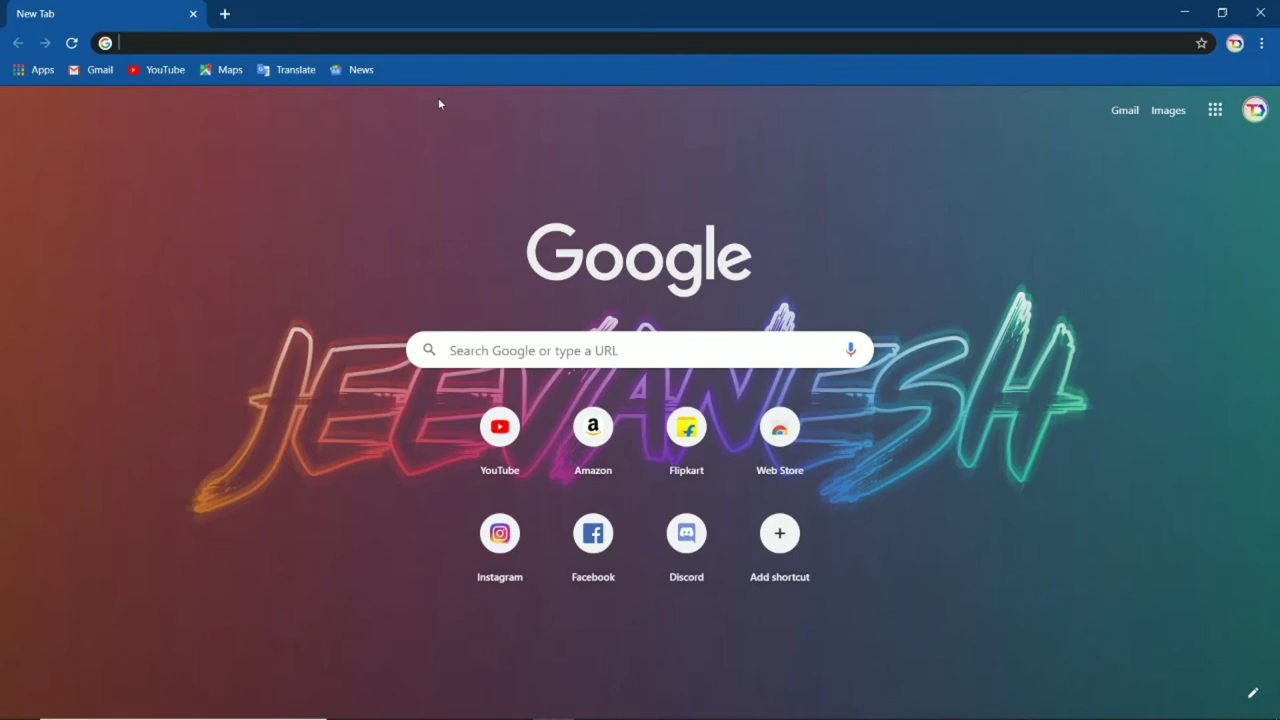 New Tab
Apps Gmail YouTube Maps Translate News
Gmail Images
Google
JEEVANESH
Search Google or type a URL
YouTube Amazon Flipkart Web Store
Instagram Facebook Discord Add shortcut